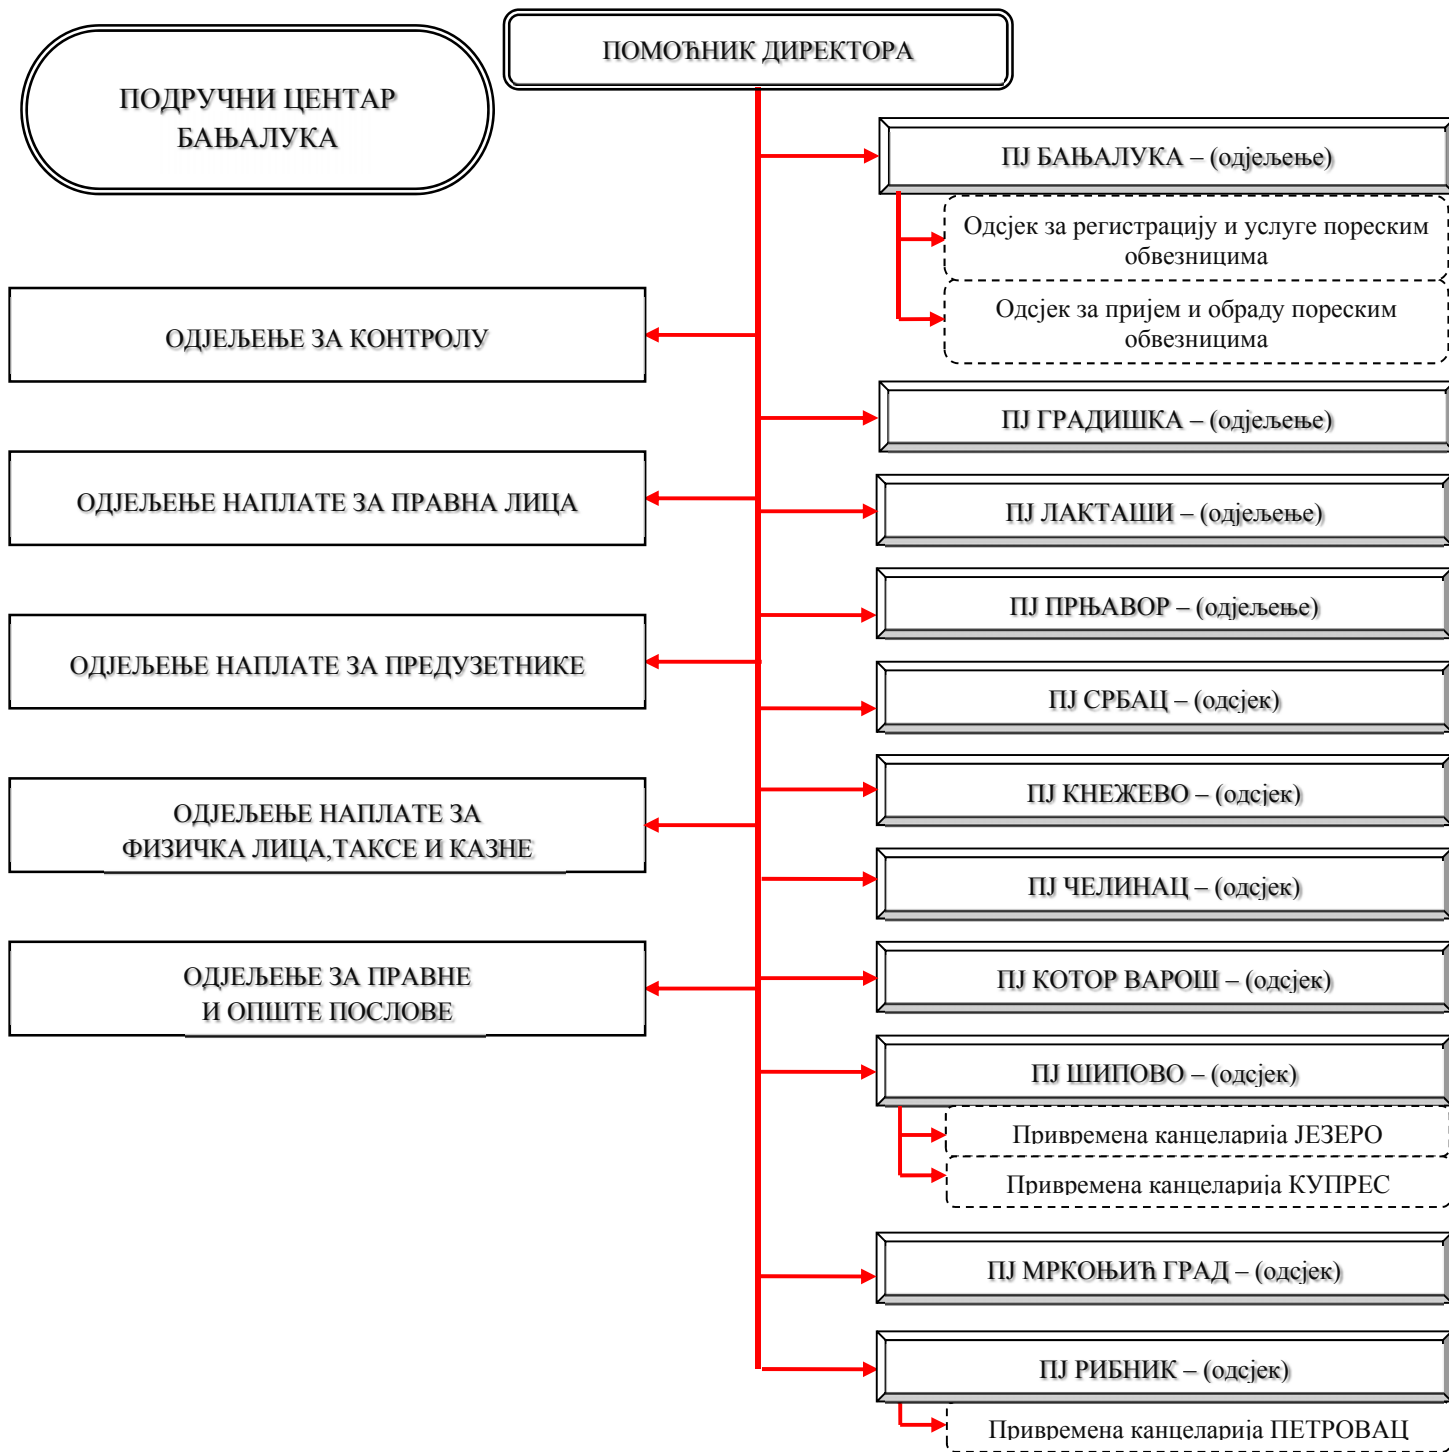 ПОМОЋНИК ДИРЕКТОРА
ПОДРУЧНИ ЦЕНТАР
БАЊАЛУКА
ОДЈЕЉЕЊЕ ЗА КОНТРОЛУ
ОДЈЕЉЕЊЕ НАПЛАТЕ ЗА ПРАВНА ЛИЦА
ОДЈЕЉЕЊЕ НАПЛАТЕ ЗА ПРЕДУЗЕТНИКЕ
ОДЈЕЉЕЊЕ НАПЛАТЕ ЗА
ФИЗИЧКА ЛИЦА,ТАКСЕ И КАЗНЕ
ОДЈЕЉЕЊЕ ЗА ПРАВНЕ
И ОПШТЕ ПОСЛОВЕ
ПЈ БАЊАЛУКА – (одјељење)
Одсјек за регистрацију и услуге пореским
обвезницима
Одсјек за пријем и обраду пореским
обвезницима
ПЈ ГРАДИШКА – (одјељење)
ПЈ ЛАКТАШИ – (одјељење)
ПЈ ПРЊАВОР – (одјељење)
ПЈ СРБАЦ – (одсјек)
ПЈ КНЕЖЕВО – (одсјек)
ПЈ ЧЕЛИНАЦ – (одсјек)
ПЈ КОТОР ВАРОШ – (одсјек)
ПЈ ШИПОВО – (одсјек)
Привремена канцеларија ЈЕЗЕРО
Привремена канцеларија КУПРЕС
ПЈ МРКОЊИЋ ГРАД – (одсјек)
ПЈ РИБНИК – (одсјек)
Привремена канцеларија ПЕТРОВАЦ